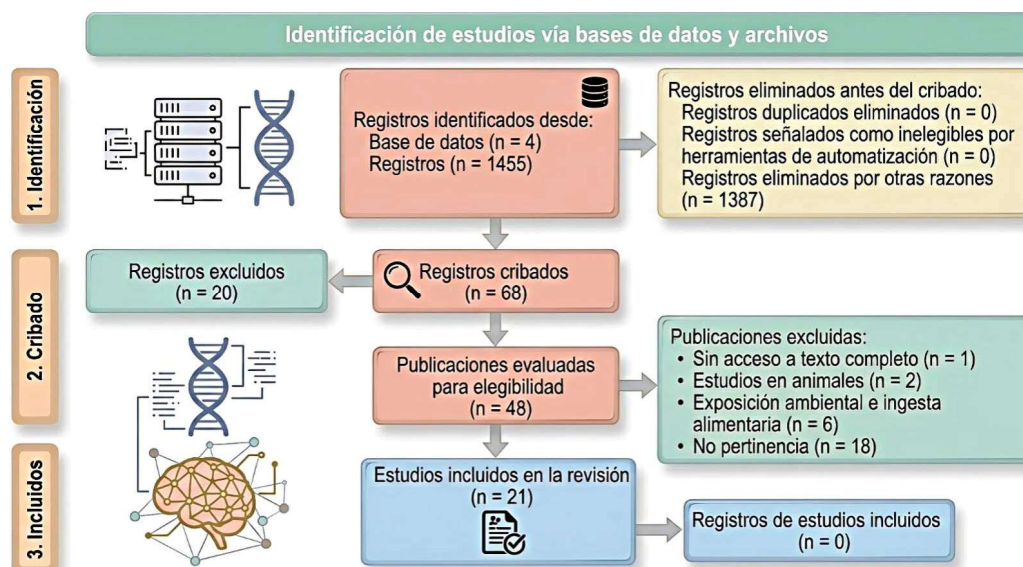 Identificación de estudios vía bases de datos y archivos
1. Identificación
Registros identificados desde:
Base de datos (n = 4)
Registros (n = 1455)
Registros eliminados antes del cribado:
Registros duplicados eliminados (n = 0)
Registros señalados como inelegibles por
herramientas de automatización (n = 0)
Registros eliminados por otras razones
(n = 1387)
2. Cribado
Registros excluidos
(n = 20)
Registros cribados
(n = 68)
Publicaciones evaluadas
para elegibilidad
(n = 48)
Publicaciones excluidas:
• Sin acceso a texto completo (n = 1)
• Estudios en animales (n = 2)
• Exposición ambiental e ingesta
alimentaria (n = 6)
• No pertinencia (n = 18)
3. Incluidos
Estudios incluidos en la revisión
(n = 21)
Registros de estudios incluidos
(n = 0)